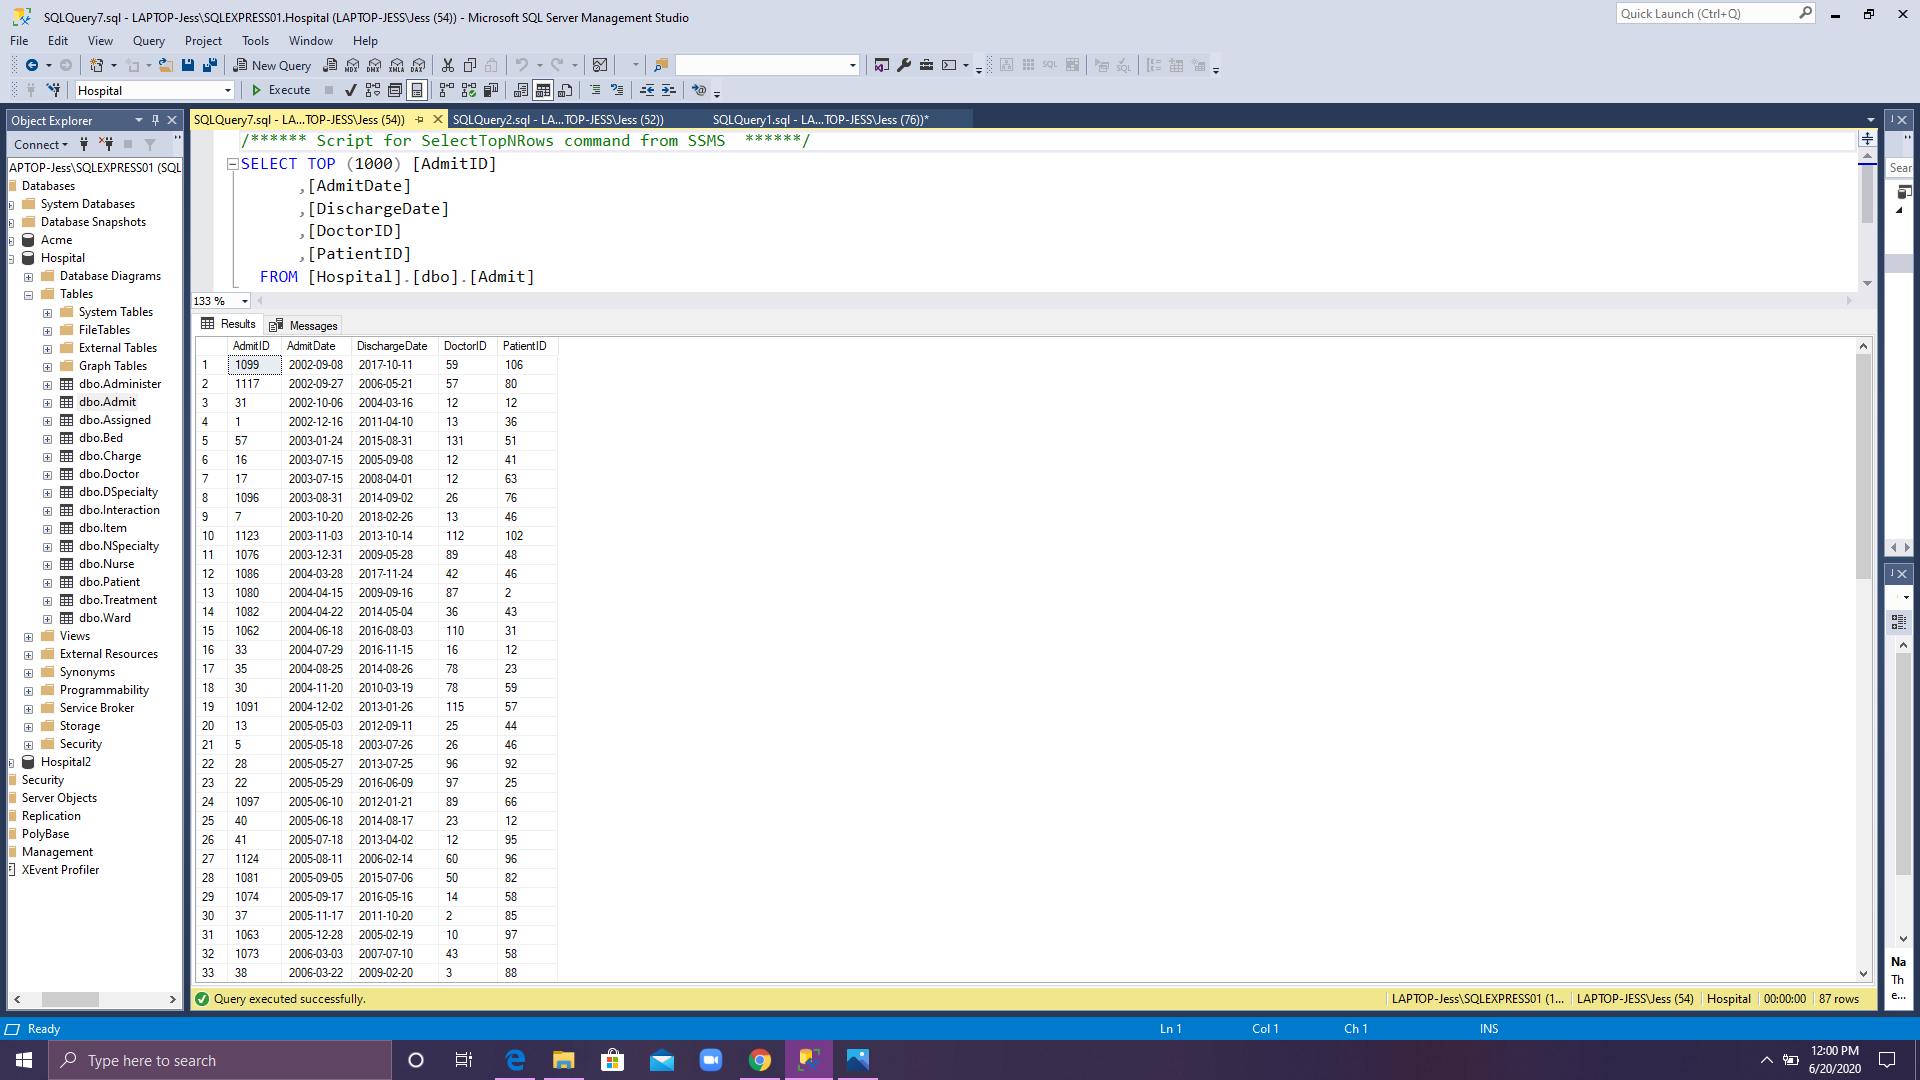 SQLQuery7.sql - LAPTOP-Jess\SQLEXPRESS01.Hospital (LAPTOP-JESS\Jess (54)) - Microsoft SQL Server Management Studio
Quick Launch (Ctrl+Q)
File Edit View Query Project Tools Window Help
New Query MDX DMX XMLA DAX
Hospital Execute
Object Explorer
Connect
APTOP-Jess\SQLEXPRESS01 (SQL
Databases
System Databases
Database Snapshots
Acme
Hospital
Database Diagrams
Tables
System Tables
FileTables
External Tables
Graph Tables
dbo.Administer
dbo.Admit
dbo.Assigned
dbo.Bed
dbo.Charge
dbo.Doctor
dbo.DSpecialty
dbo.Interaction
dbo.Item
dbo.NSpecialty
dbo.Nurse
dbo.Patient
dbo.Treatment
dbo.Ward
Views
External Resources
Synonyms
Programmability
Service Broker
Storage
Security
Hospital2
Security
Server Objects
Replication
PolyBase
Management
XEvent Profiler
SQLQuery7.sql - LA...TOP-JESS\Jess (54)) SQLQuery2.sql - LA...TOP-JESS\Jess (52)) SQLQuery1.sql - LA...TOP-JESS\Jess (76))*
/****** Script for SelectTopNRows command from SSMS ******/
SELECT TOP (1000) [AdmitID]
,[AdmitDate]
,[DischargeDate]
,[DoctorID]
,[PatientID]
FROM [Hospital].[dbo].[Admit]
133 %
Results Messages
AdmitID AdmitDate DischargeDate DoctorID PatientID
1 1099 2002-09-08 2017-10-11 59 106
2 1117 2002-09-27 2006-05-21 57 80
3 31 2002-10-06 2004-03-16 12 12
4 1 2002-12-16 2011-04-10 13 36
5 57 2003-01-24 2015-08-31 131 51
6 16 2003-07-15 2005-09-08 12 41
7 17 2003-07-15 2008-04-01 12 63
8 1096 2003-08-31 2014-09-02 26 76
9 7 2003-10-20 2018-02-26 13 46
10 1123 2003-11-03 2013-10-14 112 102
11 1076 2003-12-31 2009-05-28 89 48
12 1086 2004-03-28 2017-11-24 42 46
13 1080 2004-04-15 2009-09-16 87 2
14 1082 2004-04-22 2014-05-04 36 43
15 1062 2004-06-18 2016-08-03 110 31
16 33 2004-07-29 2016-11-15 16 12
17 35 2004-08-25 2014-08-26 78 23
18 30 2004-11-20 2010-03-19 78 59
19 1091 2004-12-02 2013-01-26 115 57
20 13 2005-05-03 2012-09-11 25 44
21 5 2005-05-18 2003-07-26 26 46
22 28 2005-05-27 2013-07-25 96 92
23 22 2005-05-29 2016-06-09 97 25
24 1097 2005-06-10 2012-01-21 89 66
25 40 2005-06-18 2014-08-17 23 12
26 41 2005-07-18 2013-04-02 12 95
27 1124 2005-08-11 2006-02-14 60 96
28 1081 2005-09-05 2015-07-06 50 82
29 1074 2005-09-17 2016-05-16 14 58
30 37 2005-11-17 2011-10-20 2 85
31 1063 2005-12-28 2005-02-19 10 97
32 1073 2006-03-03 2007-07-10 43 58
33 38 2006-03-22 2009-02-20 3 88
Sear
Na
Th
e...
Query executed successfully. LAPTOP-Jess\SQLEXPRESS01 (1... LAPTOP-JESS\Jess (54) Hospital 00:00:00 87 rows
Ready Ln 1 Col 1 Ch 1 INS
Type here to search
12:00 PM
6/20/2020